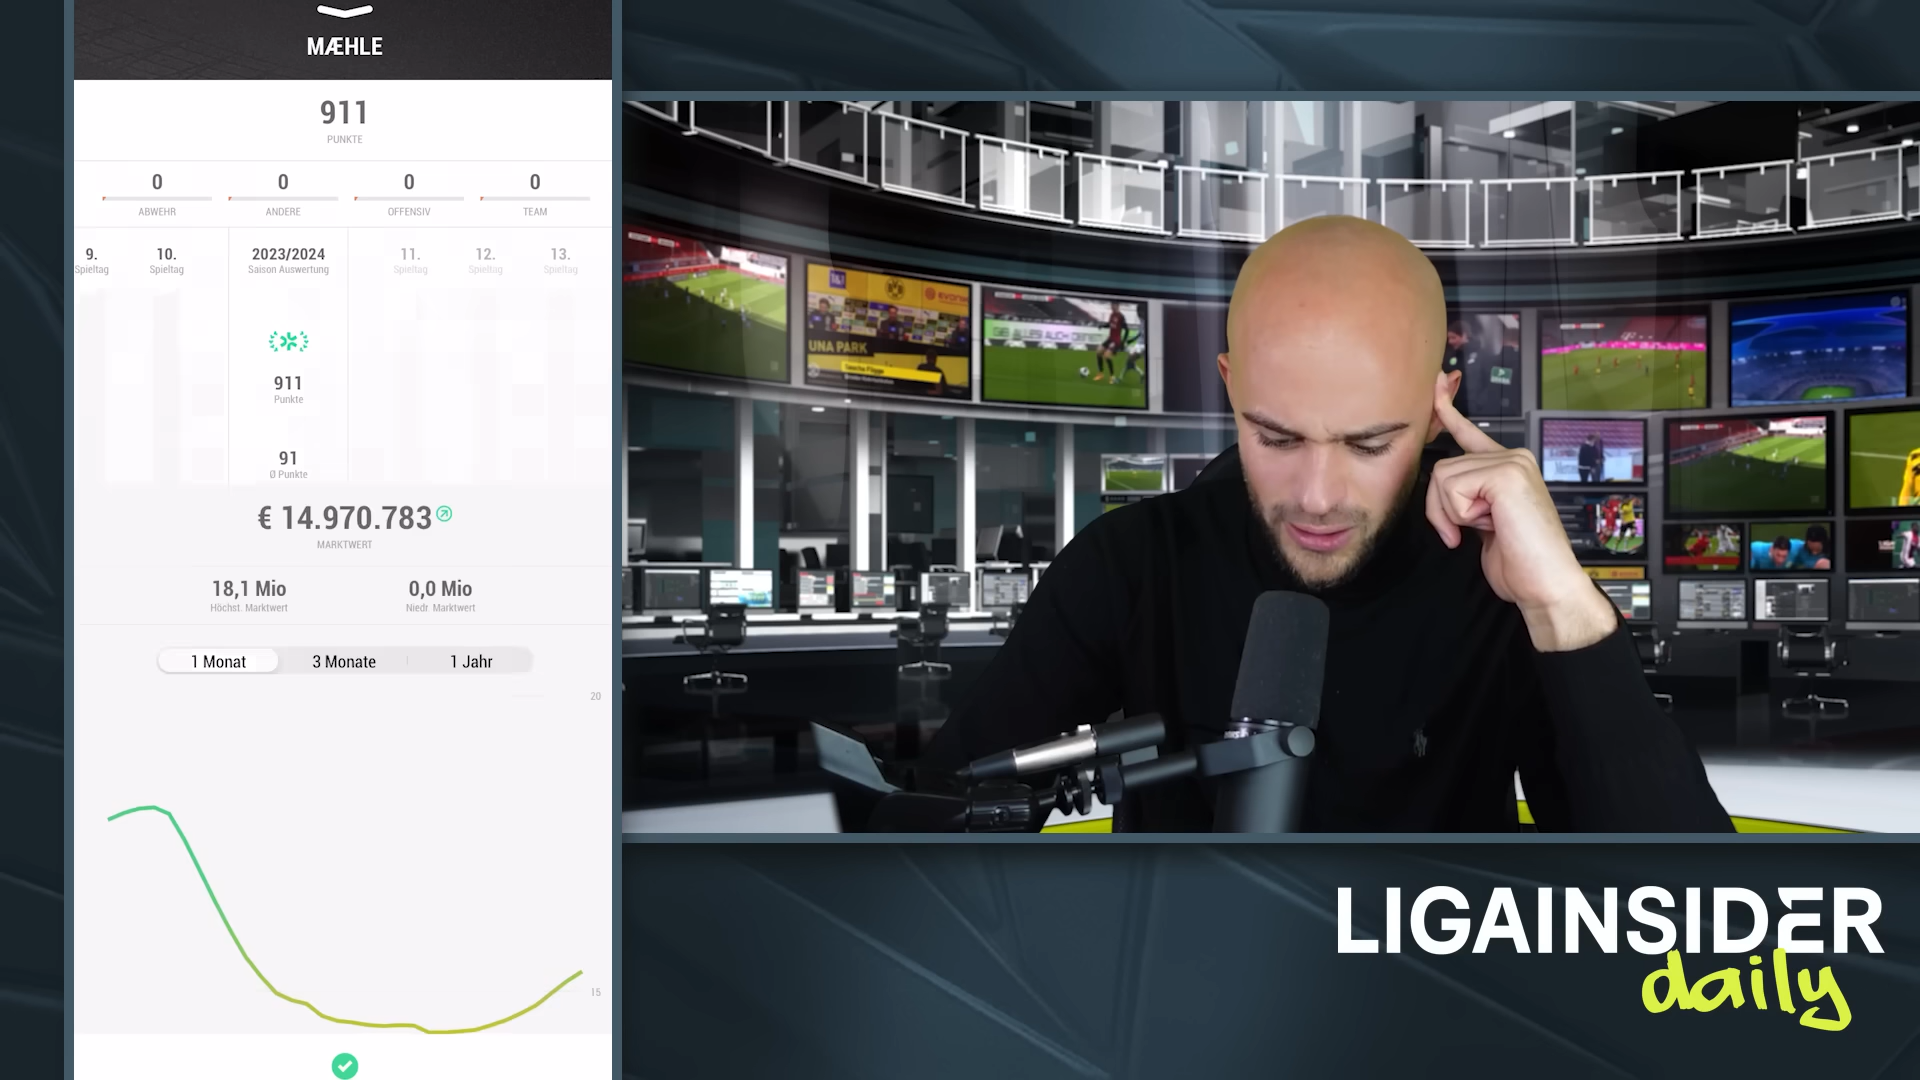 MÆHLE
911
PUNKTE
0 0 0 0
ABWEHR ANDERE OFFENSIV TEAM
9. 10. 2023/2024 11. 12. 13.
Spieltag Spieltag Saison Auswertung Spieltag Spieltag Spieltag
911
Punkte
91
Ø Punkte
€ 14.970.783
MARKTWERT
18,1 Mio 0,0 Mio
Höchst. Marktwert Niedr. Marktwert
1 Monat 3 Monate 1 Jahr
20
15
UNA PARK
LIGAINSIDER
daily